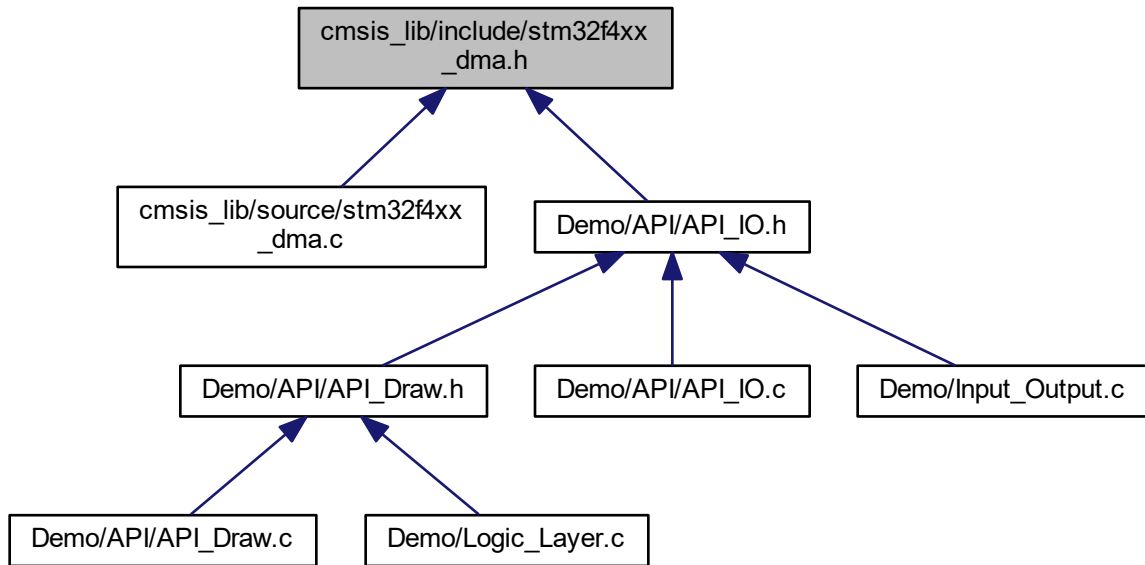 cmsis_lib/include/stm32f4xx
_dma.h
cmsis_lib/source/stm32f4xx
_dma.c
Demo/API/API_IO.h
Demo/API/API_Draw.h
Demo/API/API_IO.c
Demo/Input_Output.c
Demo/API/API_Draw.c
Demo/Logic_Layer.c